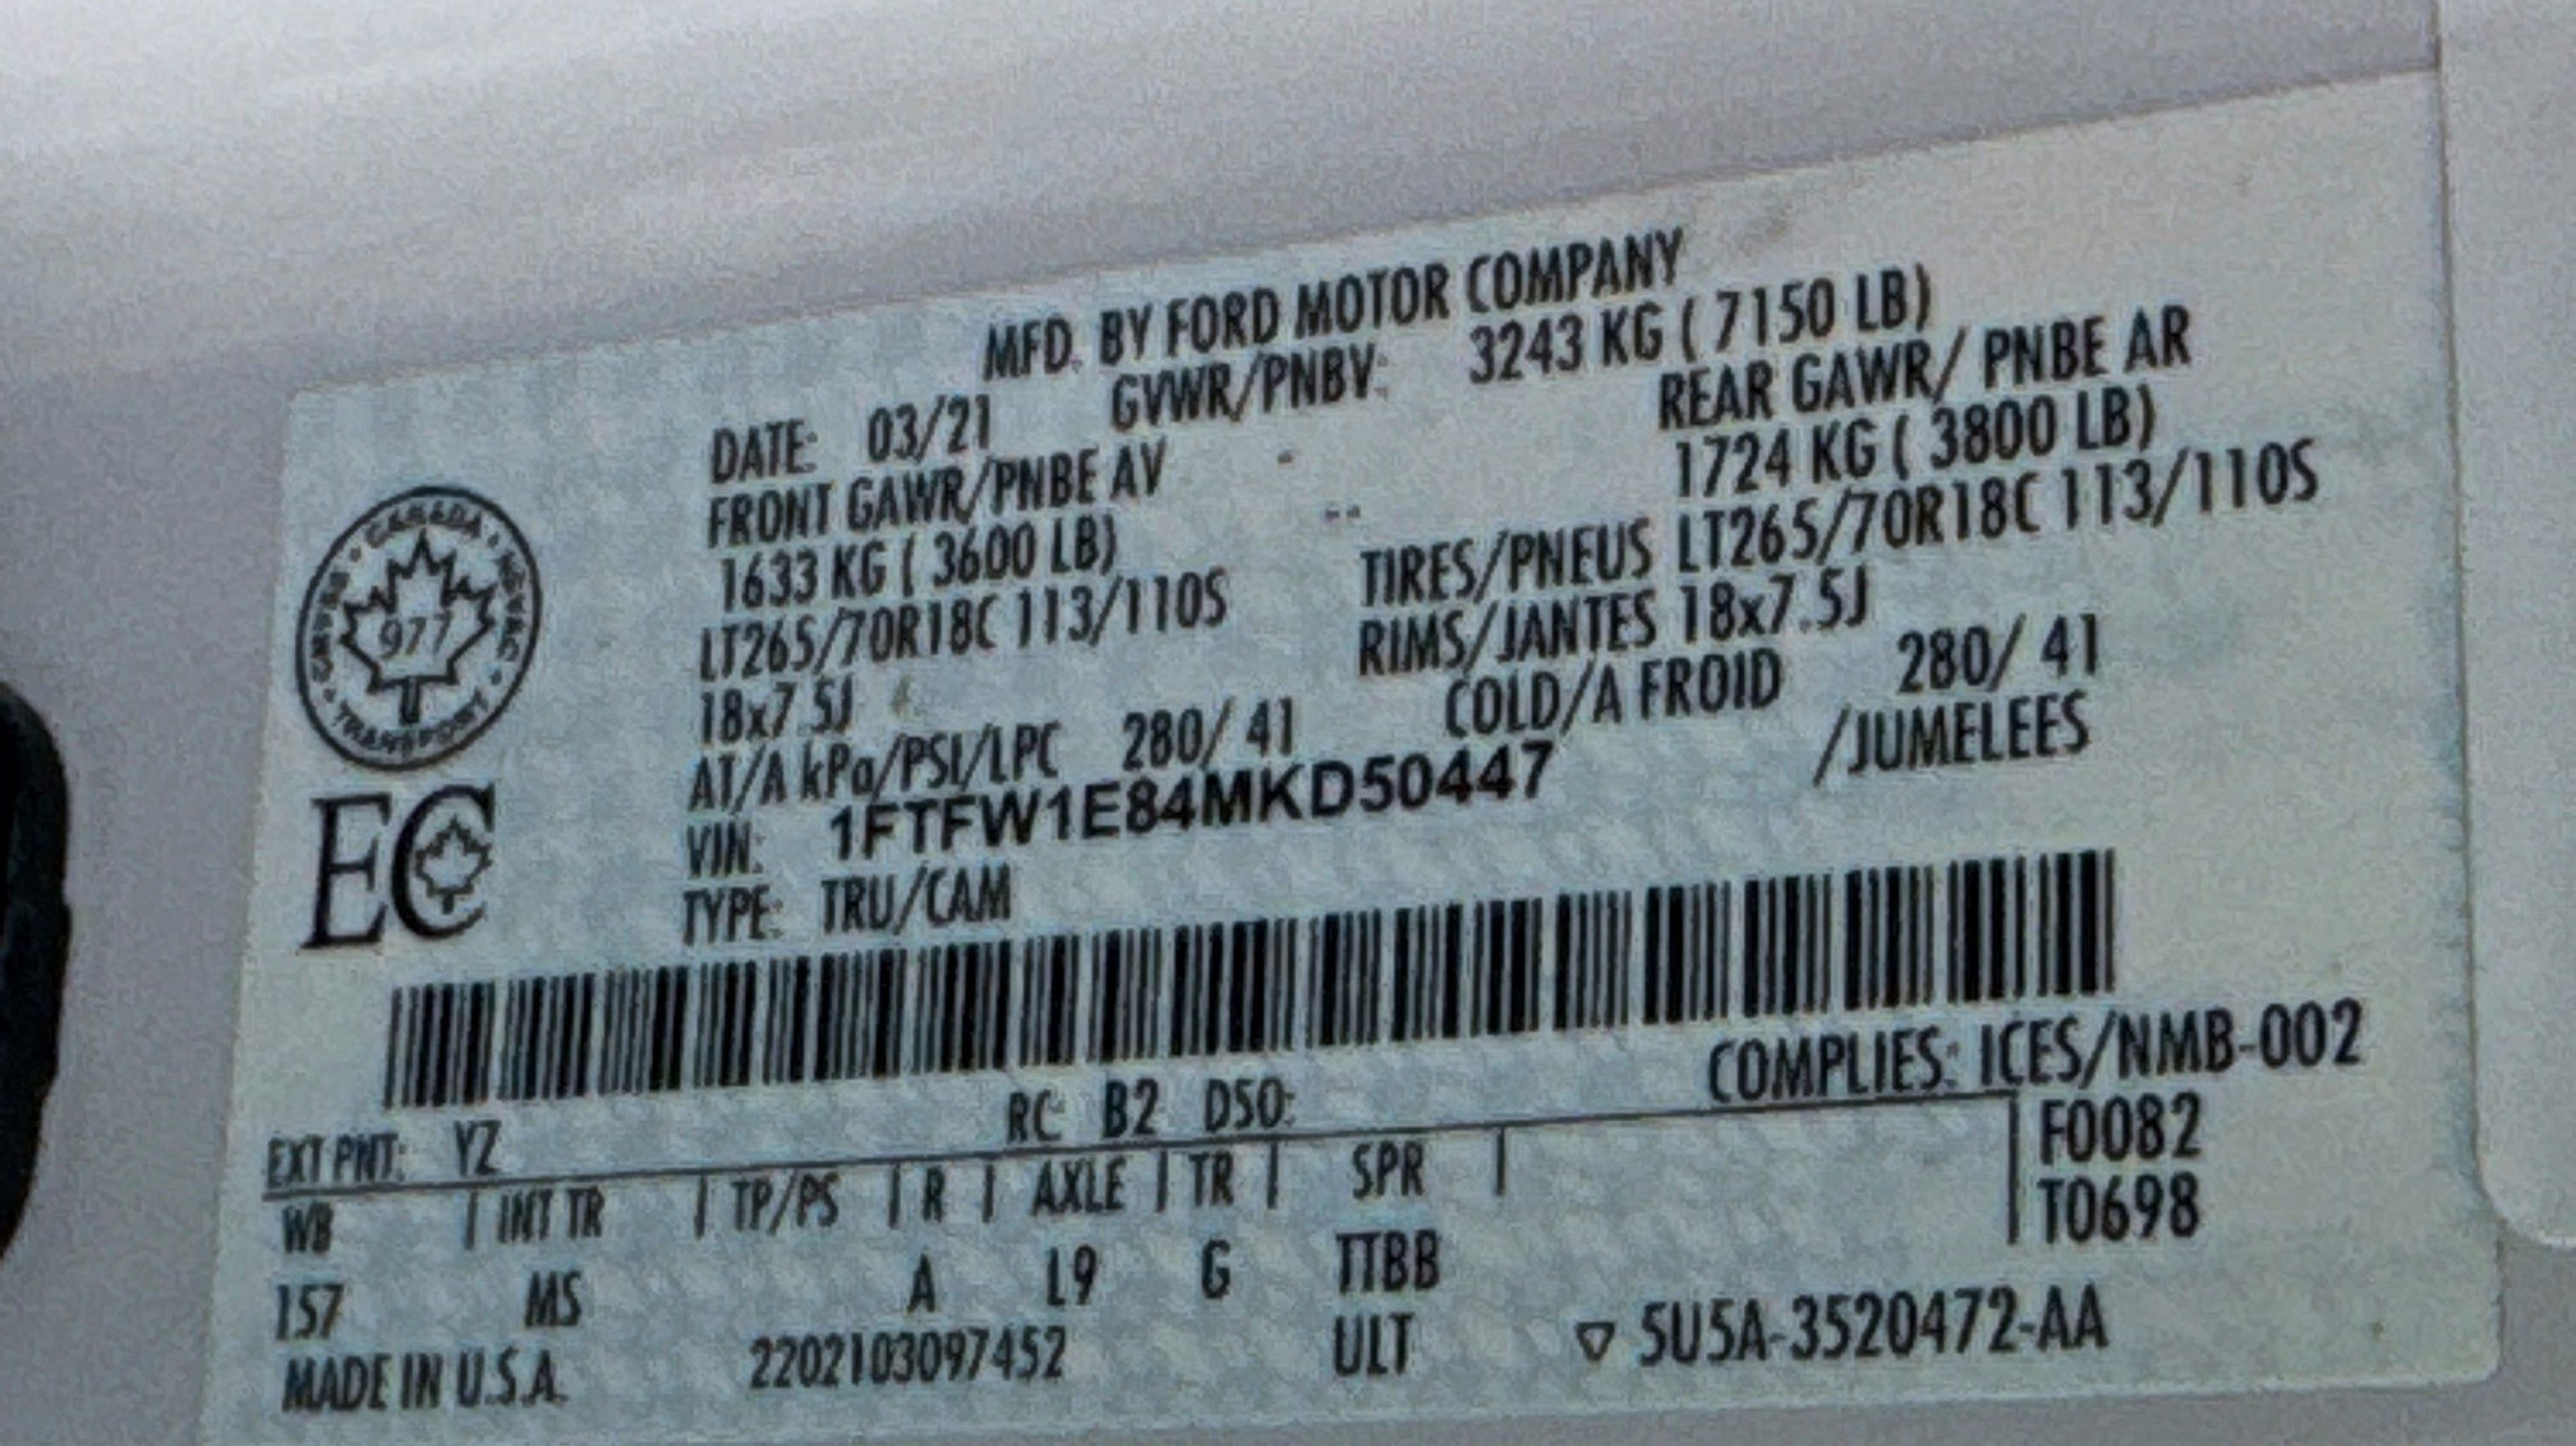 MFD. BY FORD MOTOR COMPANY
DATE: 03/21 GVWR/PNBV: 3243 KG ( 7150 LB)
FRONT GAWR/PNBE AV REAR GAWR/ PNBE AR
1633 KG ( 3600 LB) 1724 KG ( 3800 LB)
LT265/70R18C 113/110S TIRES/PNEUS LT265/70R18C 113/110S
18x7.5J RIMS/JANTES 18x7.5J
AT/A kPa/PSI/LPC 280/ 41 COLD/A FROID 280/ 41
VIN: 1FTFW1E84MKD50447 /JUMELEES
TYPE: TRU/CAM
CANADA
TRANSPORT
977
EC
COMPLIES: ICES/NMB-002
EXT PNT: YZ RC: B2 D50: F0082
WB | INT TR | TP/PS | R | AXLE | TR | SPR | T0698
157 MS A L9 G TTBB
MADE IN U.S.A. 2202103097452 ULT ▽ 5U5A-3520472-AA